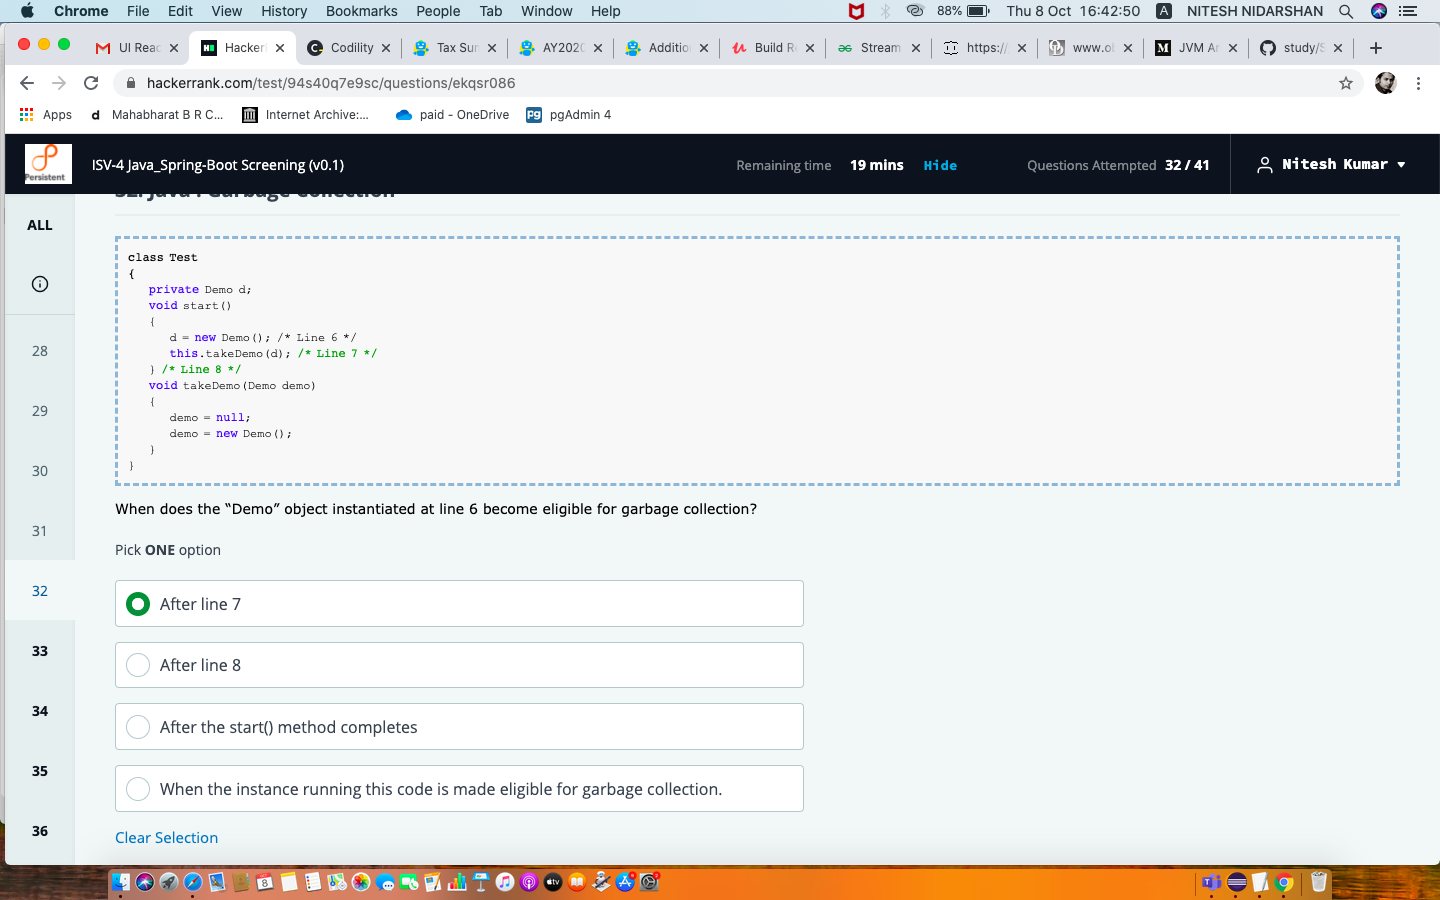 Chrome File Edit View History Bookmarks People Tab Window Help 88% Thu 8 Oct 16:42:50 A NITESH NIDARSHAN
UI Reac Hacker Codility Tax Sur AY202 Additio Build R Stream https:// www.o JVM Ar study/S
hackerrank.com/test/94s40q7e9sc/questions/ekqsr086
Apps d Mahabharat B R C... Internet Archive:... paid - OneDrive pg pgAdmin 4
Persistent ISV-4 Java_Spring-Boot Screening (v0.1) Remaining time 19 mins Hide Questions Attempted 32 / 41 Nitesh Kumar
32. Java : Garbage Collection
ALL
28
29
30
31
32
33
34
35
36
class Test
{
private Demo d;
void start()
{
d = new Demo(); /* Line 6 */
this.takeDemo(d); /* Line 7 */
} /* Line 8 */
void takeDemo(Demo demo)
{
demo = null;
demo = new Demo();
}
}
When does the “Demo” object instantiated at line 6 become eligible for garbage collection?
Pick ONE option
After line 7
After line 8
After the start() method completes
When the instance running this code is made eligible for garbage collection.
Clear Selection